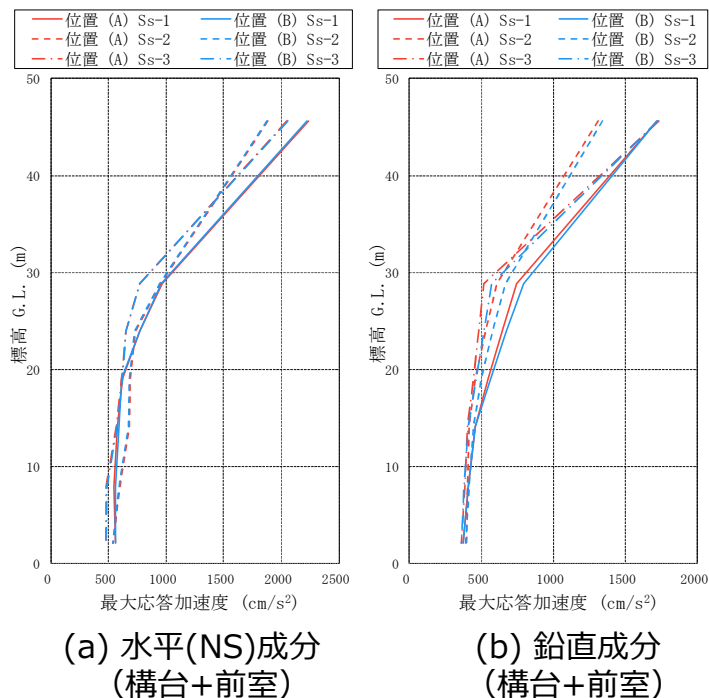 位置 (A) Ss-1 位置 (B) Ss-1
位置 (A) Ss-2 位置 (B) Ss-2
位置 (A) Ss-3 位置 (B) Ss-3
50
40
30
20
10
0
標高 G.L. (m)
0 500 1000 1500 2000 2500
最大応答加速度 (cm/s²)
(a) 水平(NS)成分
(構台+前室)
位置 (A) Ss-1 位置 (B) Ss-1
位置 (A) Ss-2 位置 (B) Ss-2
位置 (A) Ss-3 位置 (B) Ss-3
50
40
30
20
10
0
標高 G.L. (m)
0 500 1000 1500 2000
最大応答加速度 (cm/s²)
(b) 鉛直成分
(構台+前室)